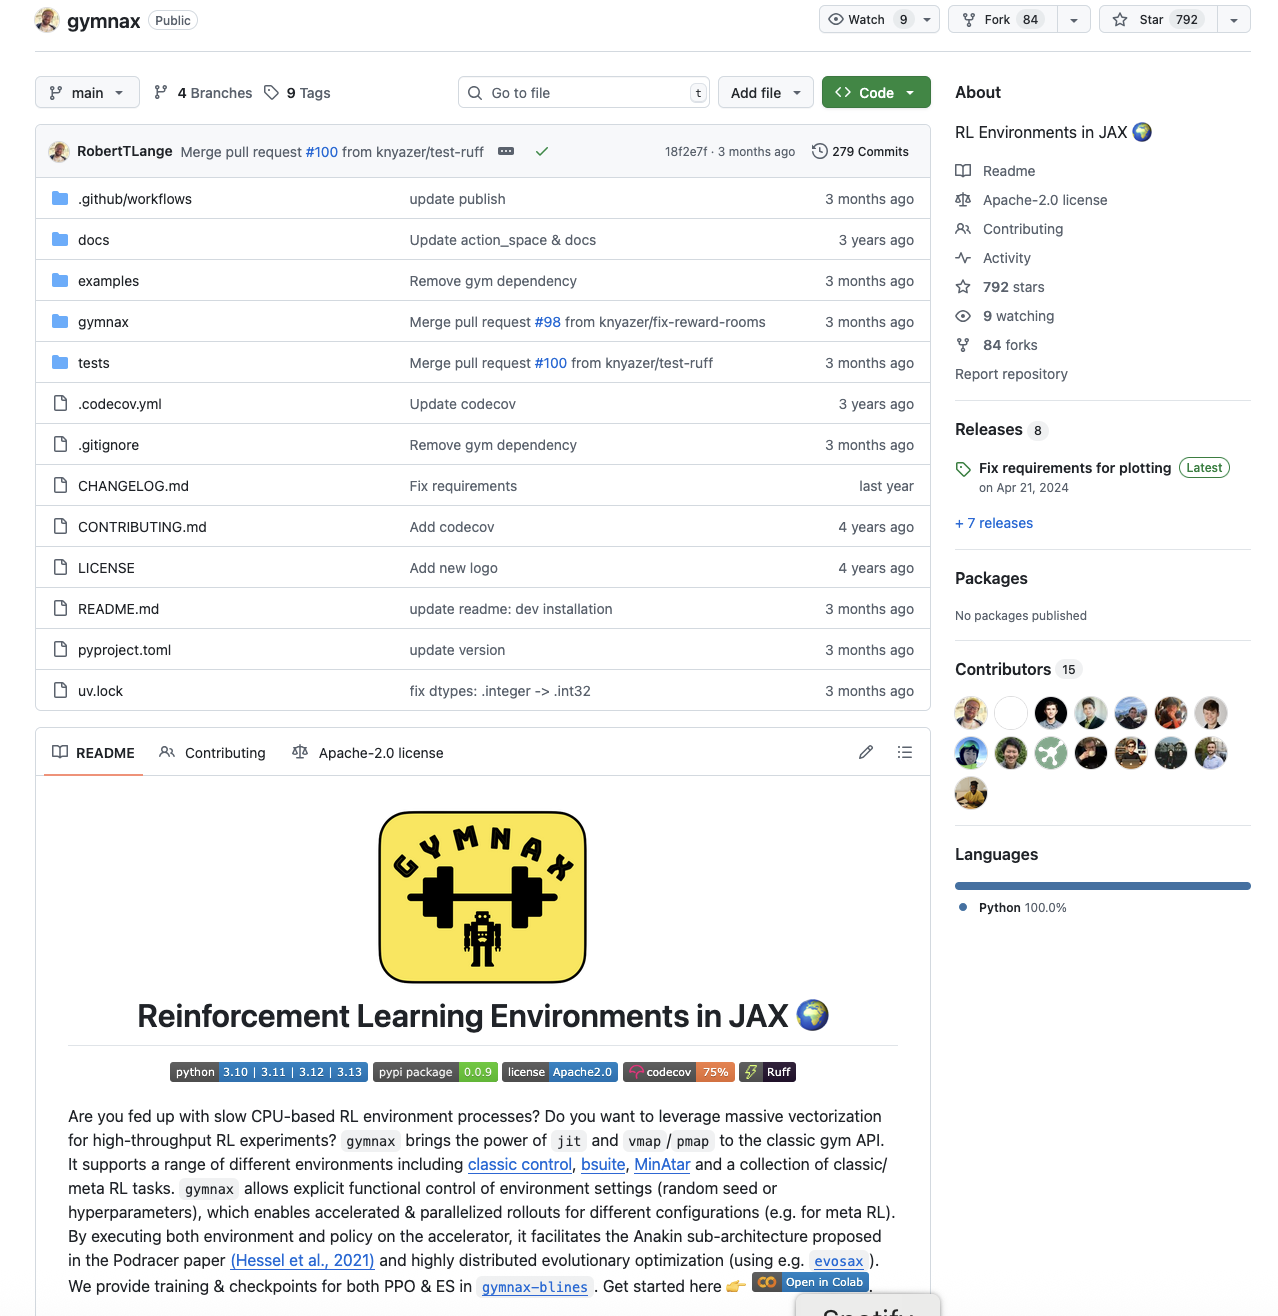 gymnax Public Watch 9 Fork 84 Star 792
main 4 Branches 9 Tags Go to file t Add file Code
RobertTLange Merge pull request #100 from knyazer/test-ruff 18f2e7f · 3 months ago 279 Commits
.github/workflows update publish 3 months ago
docs Update action_space & docs 3 years ago
examples Remove gym dependency 3 months ago
gymnax Merge pull request #98 from knyazer/fix-reward-rooms 3 months ago
tests Merge pull request #100 from knyazer/test-ruff 3 months ago
.codecov.yml Update codecov 3 years ago
.gitignore Remove gym dependency 3 months ago
CHANGELOG.md Fix requirements last year
CONTRIBUTING.md Add codecov 4 years ago
LICENSE Add new logo 4 years ago
README.md update readme: dev installation 3 months ago
pyproject.toml update version 3 months ago
uv.lock fix dtypes: .integer -> .int32 3 months ago
README Contributing Apache-2.0 license
GYMNAX
Reinforcement Learning Environments in JAX 🌍
python 3.10 | 3.11 | 3.12 | 3.13 pypi package 0.0.9 license Apache2.0 codecov 75% Ruff
Are you fed up with slow CPU-based RL environment processes? Do you want to leverage massive vectorization
for high-throughput RL experiments? gymnax brings the power of jit and vmap / pmap to the classic gym API.
It supports a range of different environments including classic control, bsuite, MinAtar and a collection of classic/
meta RL tasks. gymnax allows explicit functional control of environment settings (random seed or
hyperparameters), which enables accelerated & parallelized rollouts for different configurations (e.g. for meta RL).
By executing both environment and policy on the accelerator, it facilitates the Anakin sub-architecture proposed
in the Podracer paper (Hessel et al., 2021) and highly distributed evolutionary optimization (using e.g. evosax ).
We provide training & checkpoints for both PPO & ES in gymnax-blines . Get started here 👉 Open in Colab .
Spotify
About
RL Environments in JAX 🌍
Readme
Apache-2.0 license
Contributing
Activity
792 stars
9 watching
84 forks
Report repository
Releases 8
Fix requirements for plotting Latest
on Apr 21, 2024
+ 7 releases
Packages
No packages published
Contributors 15
Languages
Python 100.0%